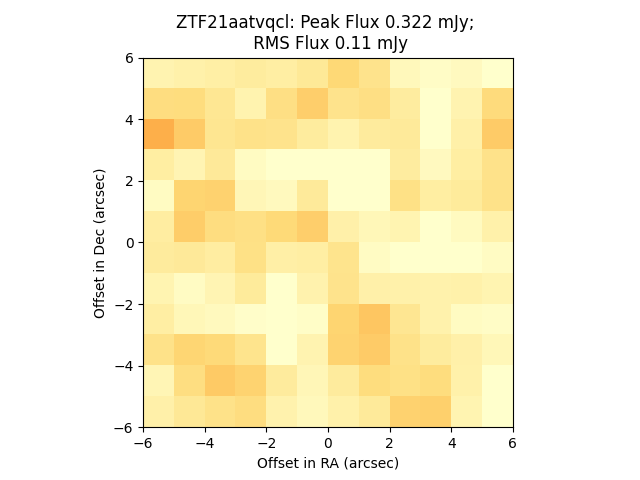 ZTF21aatvqcl: Peak Flux 0.322 mJy;
RMS Flux 0.11 mJy
6
4
2
0
−2
−4
−6
Offset in Dec (arcsec)
−6 −4 −2 0 2 4 6
Offset in RA (arcsec)